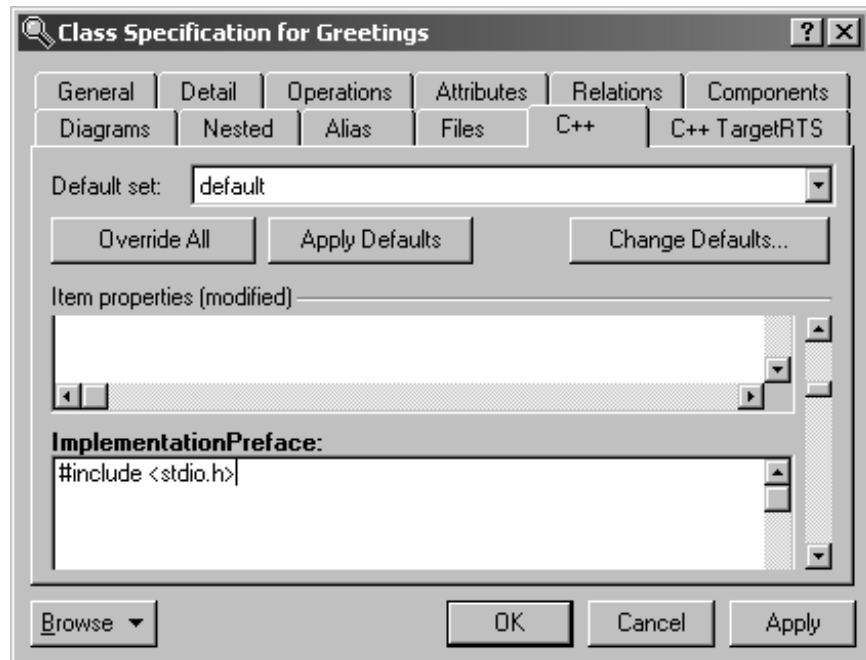 Class Specification for Greetings
General Detail Operations Attributes Relations Components
Diagrams Nested Alias Files C++ C++ TargetRTS
Default set: default
Override All Apply Defaults Change Defaults...
Item properties (modified)
ImplementationPreface:
#include <stdio.h>
Browse OK Cancel Apply